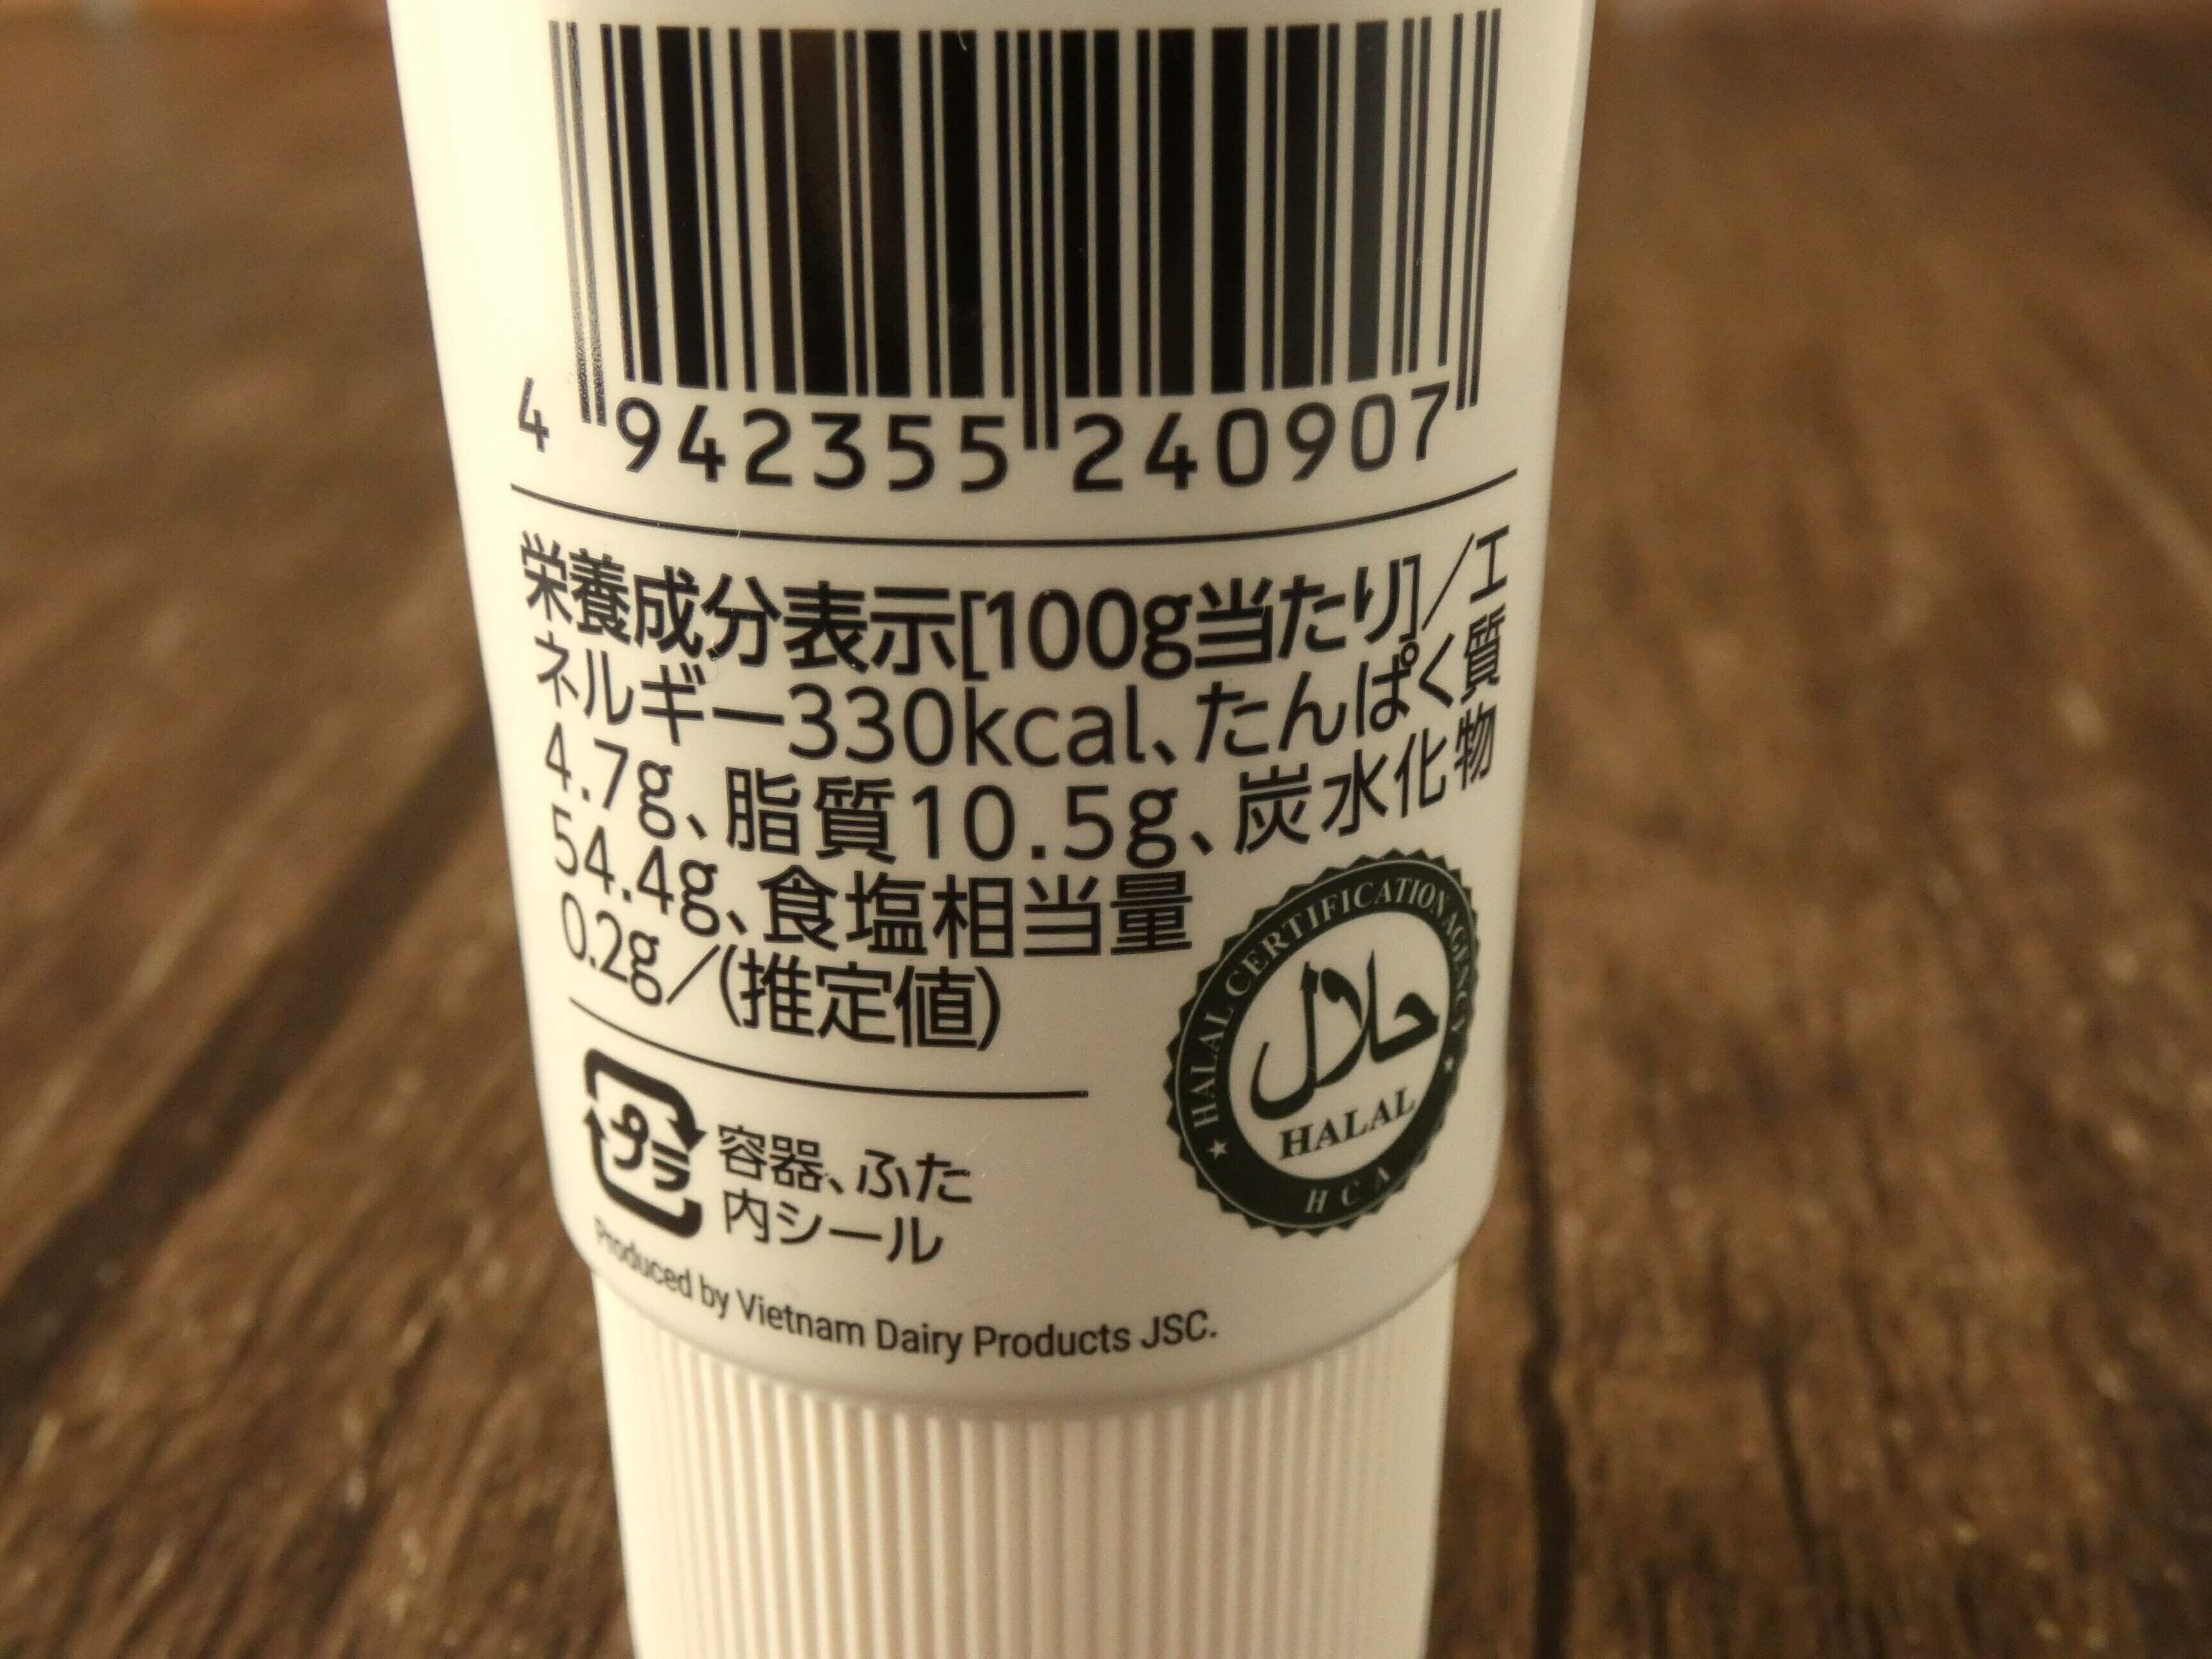 4 942355 240907
栄養成分表示[100g当たり]/エ
ネルギー330kcal、たんぱく質
4.7g、脂質10.5g、炭水化物
54.4g、食塩相当量
0.2g/(推定値)
HALAL CERTIFICATION AGENCY
حلال
HALAL
HCA
プラ
容器、ふた
内シール
Produced by Vietnam Dairy Products JSC.